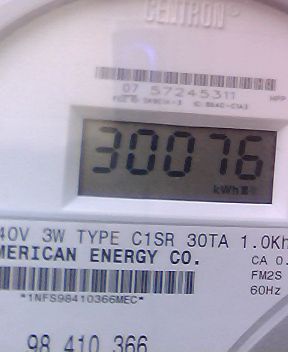 CENTRON®
07 57245311
30076
kWh
40V 3W TYPE C1SR 30TA 1.0Kh
MERICAN ENERGY CO.
CA 0.
FM2S
60Hz
*1NFS98410366MEC*
98 410 366